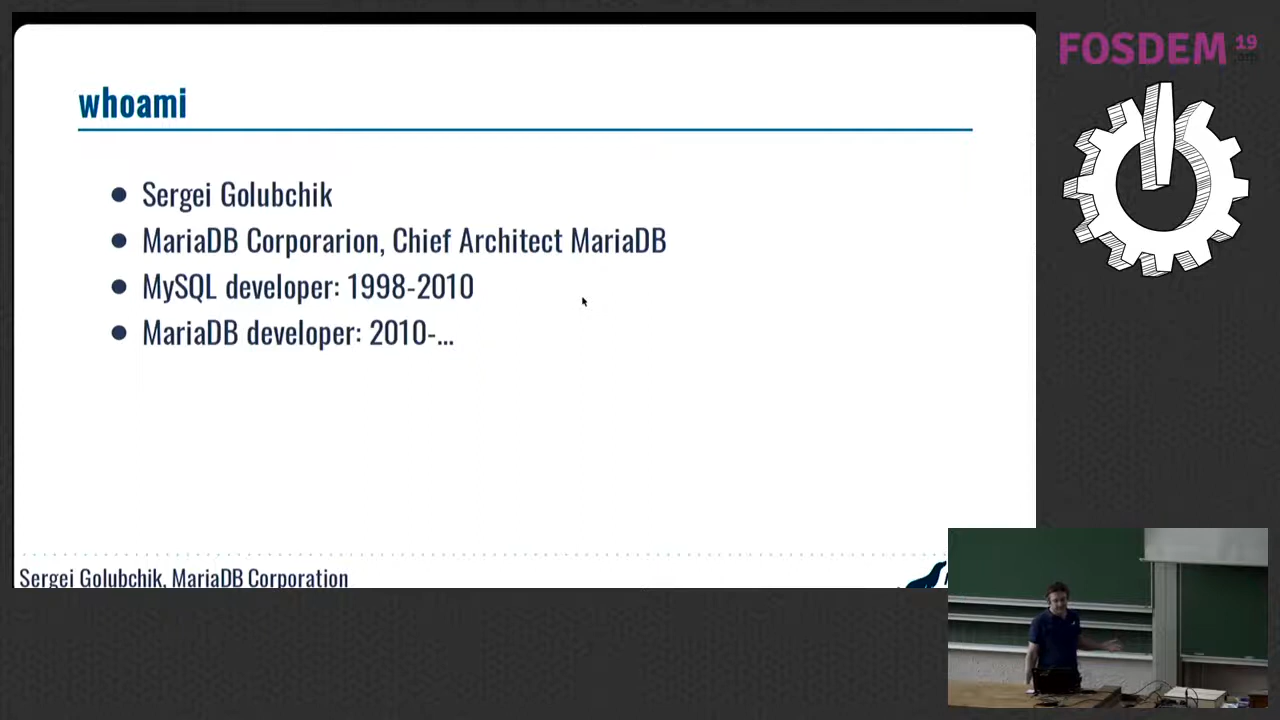 whoami
Sergei Golubchik
MariaDB Corporarion, Chief Architect MariaDB
MySQL developer: 1998-2010
MariaDB developer: 2010-...
Sergei Golubchik, MariaDB Corporation
FOSDEM 19
.org